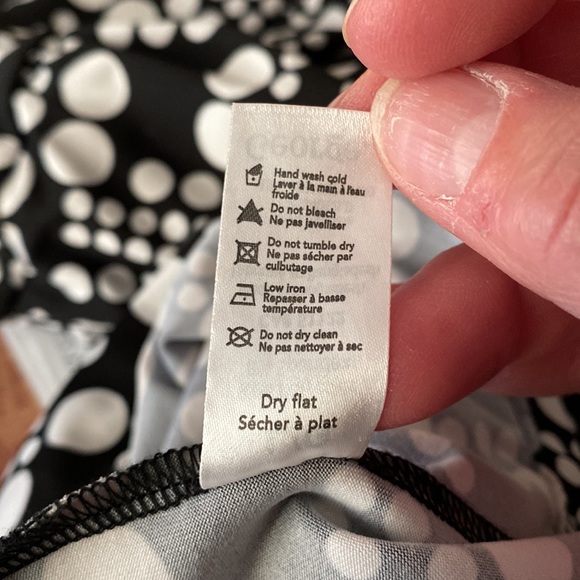 Hand wash cold
Laver à la main à l'eau
froide
Do not bleach
Ne pas javelliser
Do not tumble dry
Ne pas sécher par
culbutage
Low iron
Repasser à basse
température
Do not dry clean
Ne pas nettoyer à sec
Dry flat
Sécher à plat